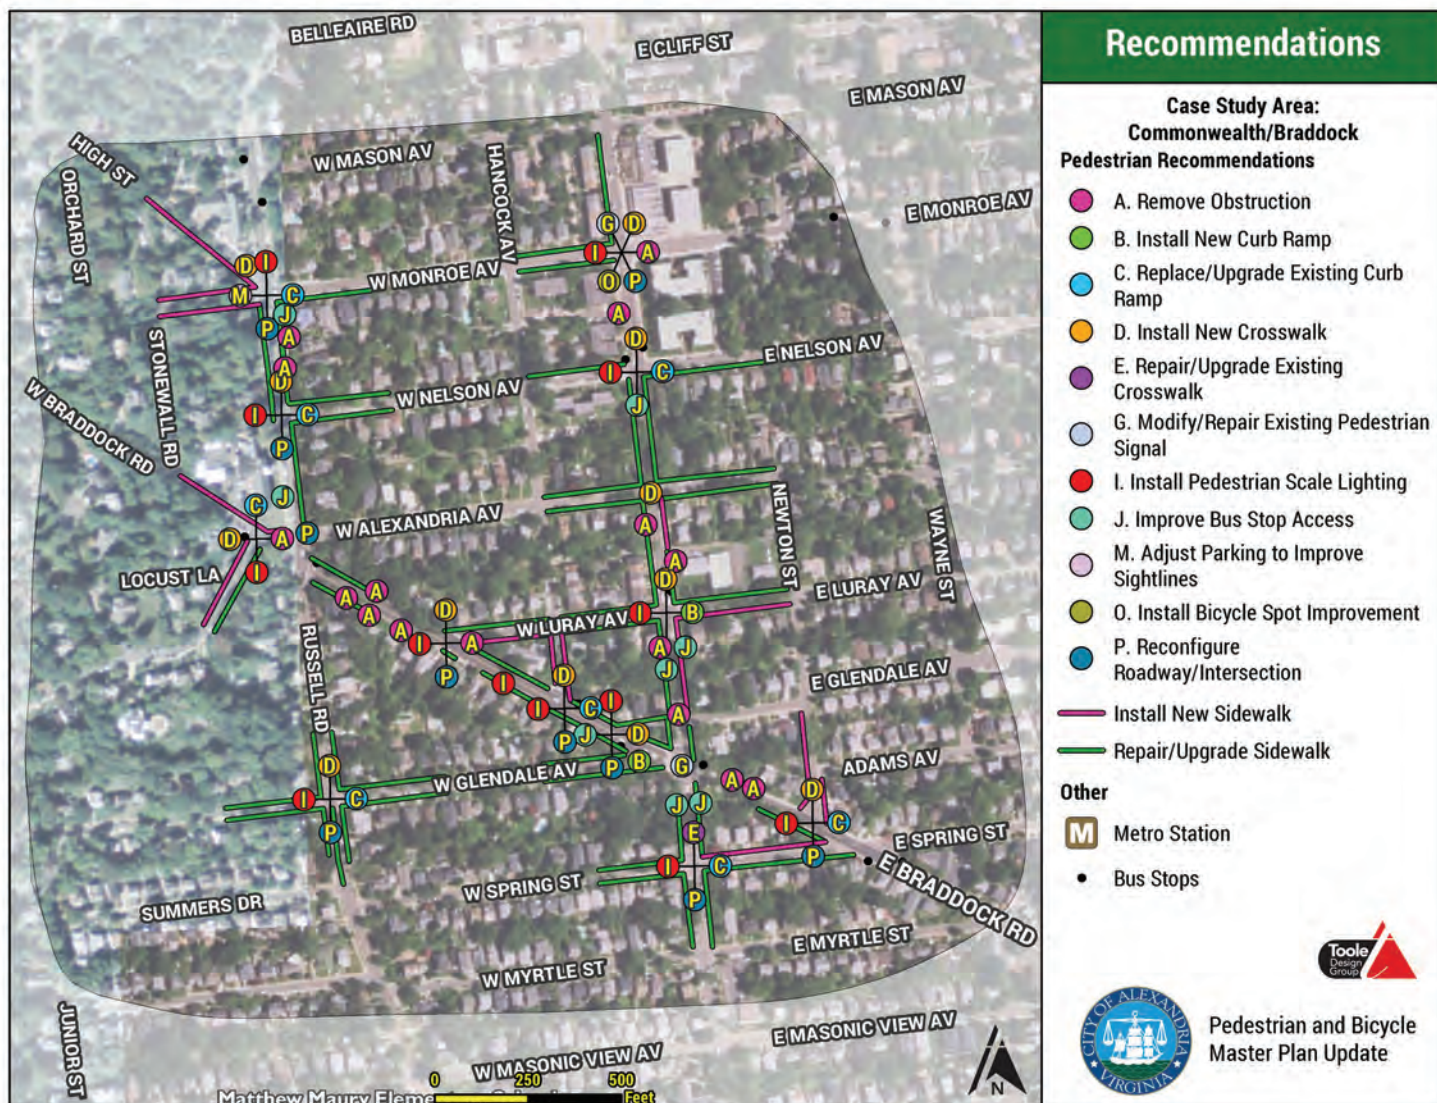 BELLEAIRE RD
E CLIFF ST
E MASON AV
W MASON AV
HIGH ST
ORCHARD ST
HANCOCK AV
E MONROE AV
G D
D I
I A
W MONROE AV
M C
O P
J
P
A
A
STONEWALL RD
D
E NELSON AV
A
I C
D
W NELSON AV
J
I C
W BRADDOCK RD
P
J
D
NEWTON ST
C
W ALEXANDRIA AV
A
WAYNE ST
P
D A
A
LOCUST LA
I
D
E LURAY AV
A
A
A
D
I B
W LURAY AV
A
I A
A J
J
P
D
I
E GLENDALE AV
RUSSELL RD
I C
I
A
J D
P
D
B G
P
W GLENDALE AV
ADAMS AV
A A
D
I C
J J
I C
E
P
E SPRING ST
P
I C
W SPRING ST
E BRADDOCK RD
P
SUMMERS DR
E MYRTLE ST
W MYRTLE ST
JUNIOR ST
E MASONIC VIEW AV
W MASONIC VIEW AV
N
0 250 500
Feet
Matthew Maury Eleme
Recommendations
Case Study Area:
Commonwealth/Braddock
Pedestrian Recommendations
A. Remove Obstruction
B. Install New Curb Ramp
C. Replace/Upgrade Existing Curb
Ramp
D. Install New Crosswalk
E. Repair/Upgrade Existing
Crosswalk
G. Modify/Repair Existing Pedestrian
Signal
I. Install Pedestrian Scale Lighting
J. Improve Bus Stop Access
M. Adjust Parking to Improve
Sightlines
O. Install Bicycle Spot Improvement
P. Reconfigure
Roadway/Intersection
Install New Sidewalk
Repair/Upgrade Sidewalk
Other
M Metro Station
Bus Stops
Toole
Design
Group
CITY OF ALEXANDRIA
VIRGINIA
Pedestrian and Bicycle
Master Plan Update